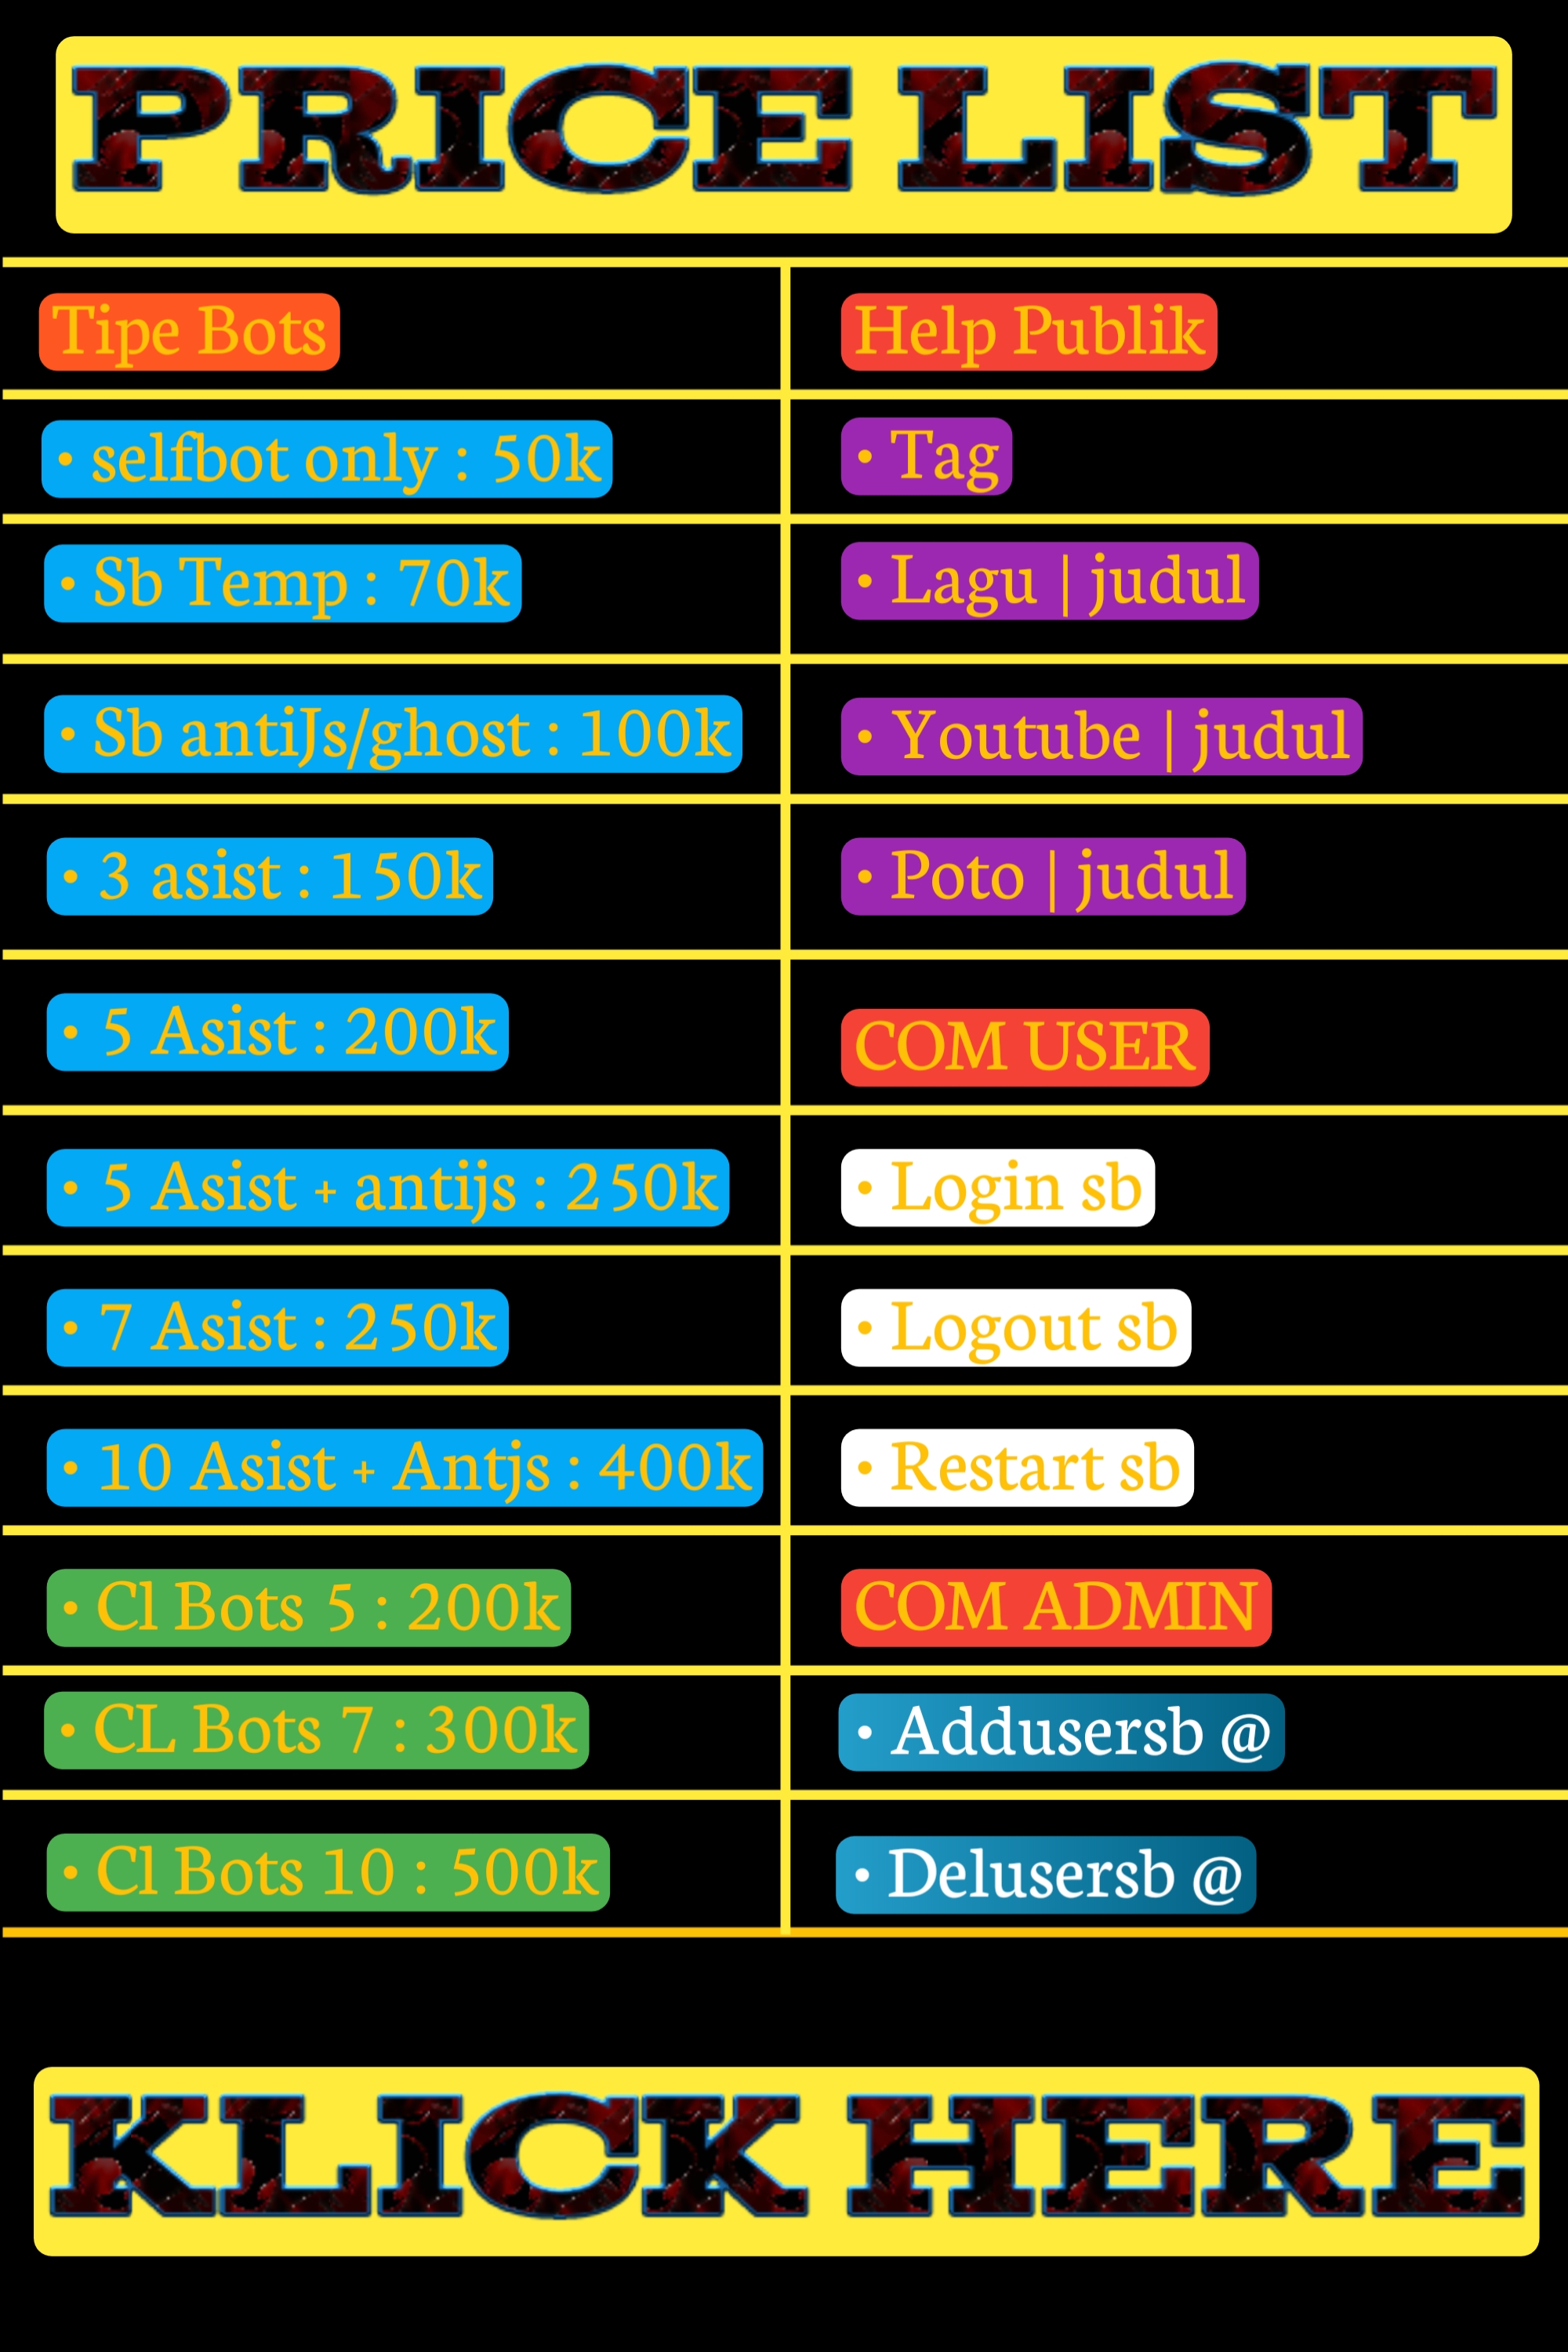 PRICE LIST
Tipe Bots
• selfbot only : 50k
• Sb Temp : 70k
• Sb antiJs/ghost : 100k
• 3 asist : 150k
• 5 Asist : 200k
• 5 Asist + antijs : 250k
• 7 Asist : 250k
• 10 Asist + Antjs : 400k
• Cl Bots 5 : 200k
• CL Bots 7 : 300k
• Cl Bots 10 : 500k
Help Publik
• Tag
• Lagu | judul
• Youtube | judul
• Poto | judul
COM USER
• Login sb
• Logout sb
• Restart sb
COM ADMIN
• Addusersb @
• Delusersb @
KLICK HERE